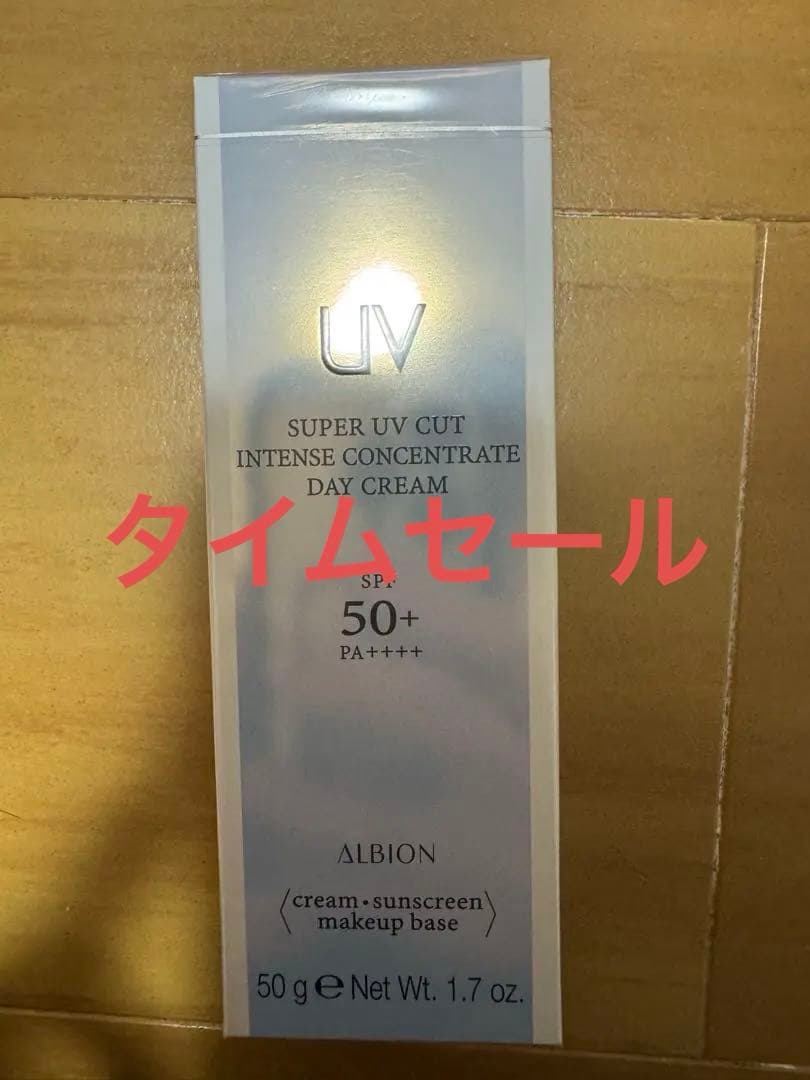 UV
SUPER UV CUT
INTENSE CONCENTRATE
DAY CREAM
タイムセール
SPF
50+
PA++++
ALBION
〈cream・sunscreen
makeup base〉
50 g ℮ Net Wt. 1.7 oz.